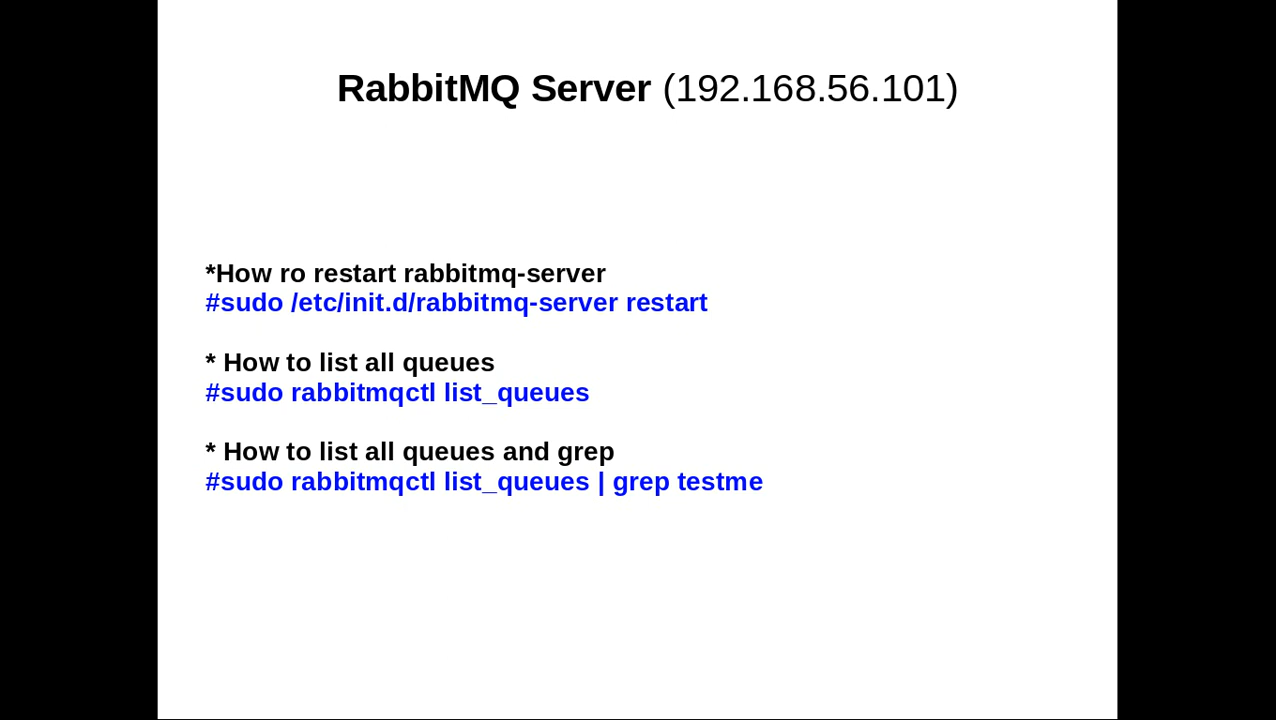 RabbitMQ Server (192.168.56.101)
*How ro restart rabbitmq-server
#sudo /etc/init.d/rabbitmq-server restart
* How to list all queues
#sudo rabbitmqctl list_queues
* How to list all queues and grep
#sudo rabbitmqctl list_queues | grep testme